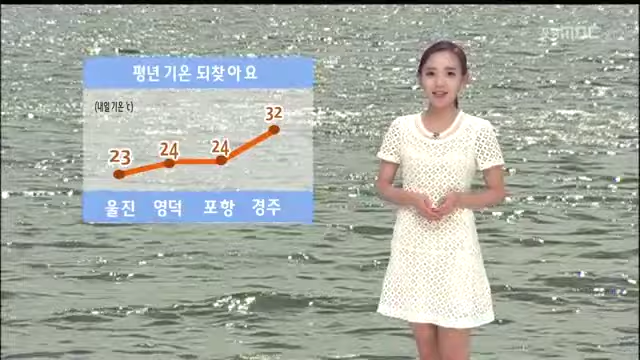 평년 기온 되찾아요
(내일 기온 ℃)
23 24 24 32
울진 영덕 포항 경주